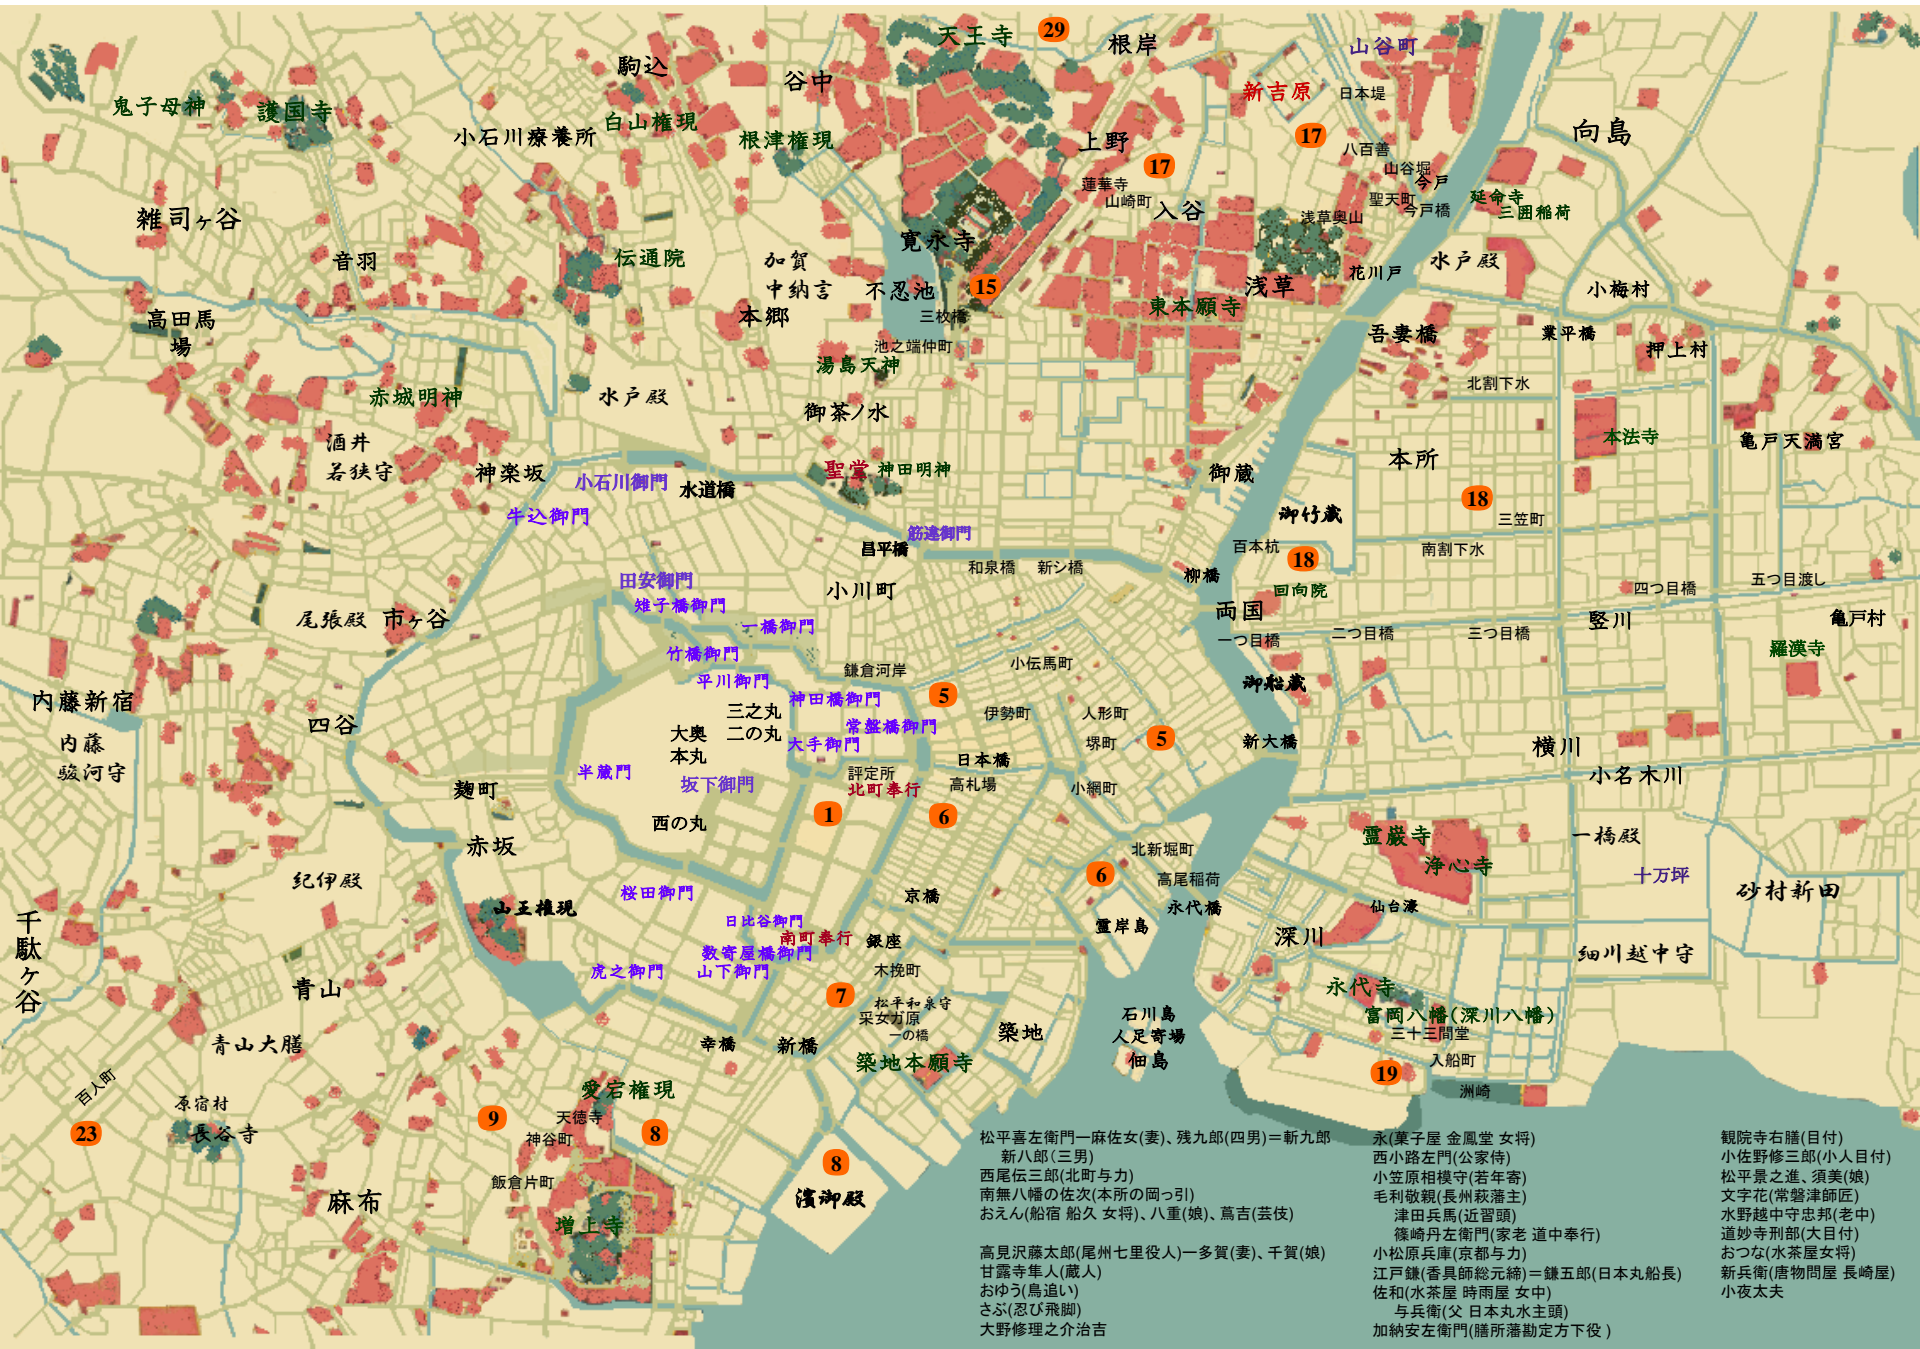 天王寺
29
根岸
山谷町
駒込
谷中
新吉原
日本堤
鬼子母神
護国寺
白山権現
小石川療養所
根津権現
上野
17
向島
八百善
17
山谷堀
今戸
蓮華寺
山崎町
入谷
聖天町
今戸橋
浅草奥山
延命寺
三囲稲荷
雑司ヶ谷
音羽
伝通院
加賀
中納言
寛永寺
不忍池
15
本郷
三枚橋
花川戸
水戸殿
浅草
東本願寺
小梅村
高田馬
場
池之端仲町
湯島天神
吾妻橋
業平橋
押上村
赤城明神
水戸殿
御茶ノ水
北割下水
酒井
若狭守
神楽坂
聖堂
神田明神
御蔵
本所
本法寺
亀戸天満宮
小石川御門
水道橋
牛込御門
筋違御門
昌平橋
御竹蔵
18
三笠町
和泉橋
新シ橋
百本杭
18
南割下水
柳橋
田安御門
雉子橋御門
小川町
回向院
四つ目橋
五つ目渡し
尾張殿
市ヶ谷
一橋御門
両国
一つ目橋
二つ目橋
三つ目橋
竪川
亀戸村
竹橋御門
鎌倉河岸
小伝馬町
羅漢寺
平川御門
神田橋御門
5
御船蔵
内藤新宿
内藤
駿河守
四谷
三之丸
二の丸
大奥
本丸
常盤橋御門
大手御門
伊勢町
人形町
堺町
5
新大橋
横川
日本橋
半蔵門
坂下御門
評定所
北町奉行
高札場
小網町
小名木川
麹町
西の丸
1
6
赤坂
北新堀町
霊巌寺
浄心寺
一橋殿
紀伊殿
桜田御門
6
高尾稲荷
十万坪
砂村新田
山王権現
日比谷御門
京橋
永代橋
霊岸島
仙台濠
千駄ヶ谷
南町奉行
銀座
深川
数寄屋橋御門
細川越中守
虎之御門
山下御門
木挽町
青山
7
松平和泉守
采女ガ原
一の橋
永代寺
富岡八幡(深川八幡)
三十三間堂
石川島
人足寄場
佃島
築地
青山大膳
幸橋
新橋
築地本願寺
入船町
19
洲崎
百人町
愛宕権現
原宿村
23
長谷寺
9
天徳寺
神谷町
8
飯倉片町
8
濱御殿
麻布
増上寺
松平喜左衛門ー麻佐女(妻)、残九郎(四男)＝斬九郎
新八郎(三男)
西尾伝三郎(北町与力)
南無八幡の佐次(本所の岡っ引)
おえん(船宿 船久 女将)、八重(娘)、蔦吉(芸伎)
高見沢藤太郎(尾州七里役人)ー多賀(妻)、千賀(娘)
甘露寺隼人(蔵人)
おゆう(鳥追い)
さぶ(忍び飛脚)
大野修理之介治吉
永(菓子屋 金鳳堂 女将)
西小路左門(公家侍)
小笠原相模守(若年寄)
毛利敬親(長州萩藩主)
津田兵馬(近習頭)
篠崎丹左衛門(家老 道中奉行)
小松原兵庫(京都与力)
江戸鎌(香具師総元締)＝鎌五郎(日本丸船長)
佐和(水茶屋 時雨屋 女中)
与兵衛(父 日本丸水主頭)
加納安左衛門(膳所藩勘定方下役 )
観院寺右膳(目付)
小佐野修三郎(小人目付)
松平景之進、須美(娘)
文字花(常磐津師匠)
水野越中守忠邦(老中)
道妙寺刑部(大目付)
おつな(水茶屋女将)
新兵衛(唐物問屋 長崎屋)
小夜太夫